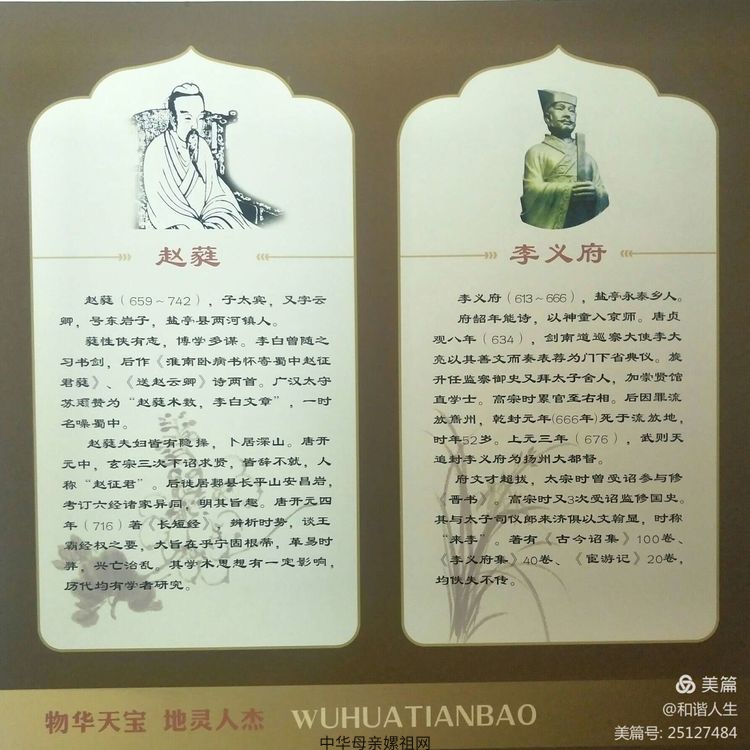 赵蕤
赵蕤（659～742），子太宾，又字云
卿，号东岩子，盐亭县两河镇人。
蕤性侠有志，博学多谋。李白曾随之
习书剑，后作《淮南卧病书怀寄蜀中赵征
君蕤》、《送赵云卿》诗两首。广汉太守
苏颋赞为“赵蕤术数，李白文章”，一时
名噪蜀中。
赵蕤夫妇皆有隐操，卜居深山。唐开
元中，玄宗三次下诏求贤，皆辞不就，人
称“赵征君”。后徙居郪县长平山安昌岩，
考订六经诸家异同，明其旨趣。唐开元四
年（716）著《长短经》，辨析时势，谈王
霸经权之要，大旨在乎宁固根蒂，革易时
弊，兴亡治乱。其学术思想有一定影响，
历代均有学者研究。
李义府
李义府（613～666），盐亭永泰乡人。
府韶年能诗，以神童入京师。唐贞
观八年（634），剑南道巡察大使李大
亮以其善文而奏表荐为门下省典仪。旋
升任监察御史又拜太子舍人，加崇贤馆
直学士。高宗时累官至右相。后因罪流
放巂州，乾封元年(666年)死于流放地，
时年52岁。上元三年（676），武则天
追封李义府为扬州大都督。
府文才超拔，太宗时曾受诏参与修
《晋书》。高宗时又3次受诏监修国史。
其与太子司仪郎来济俱以文翰显，时称
“来李”。著有《古今诏集》100卷、
《李义府集》40卷、《宦游记》20卷，
均佚失不传。
物华天宝 地灵人杰 WUHUATIANBAO
中华母亲嫘祖网
美篇
@和谐人生
美篇号: 25127484